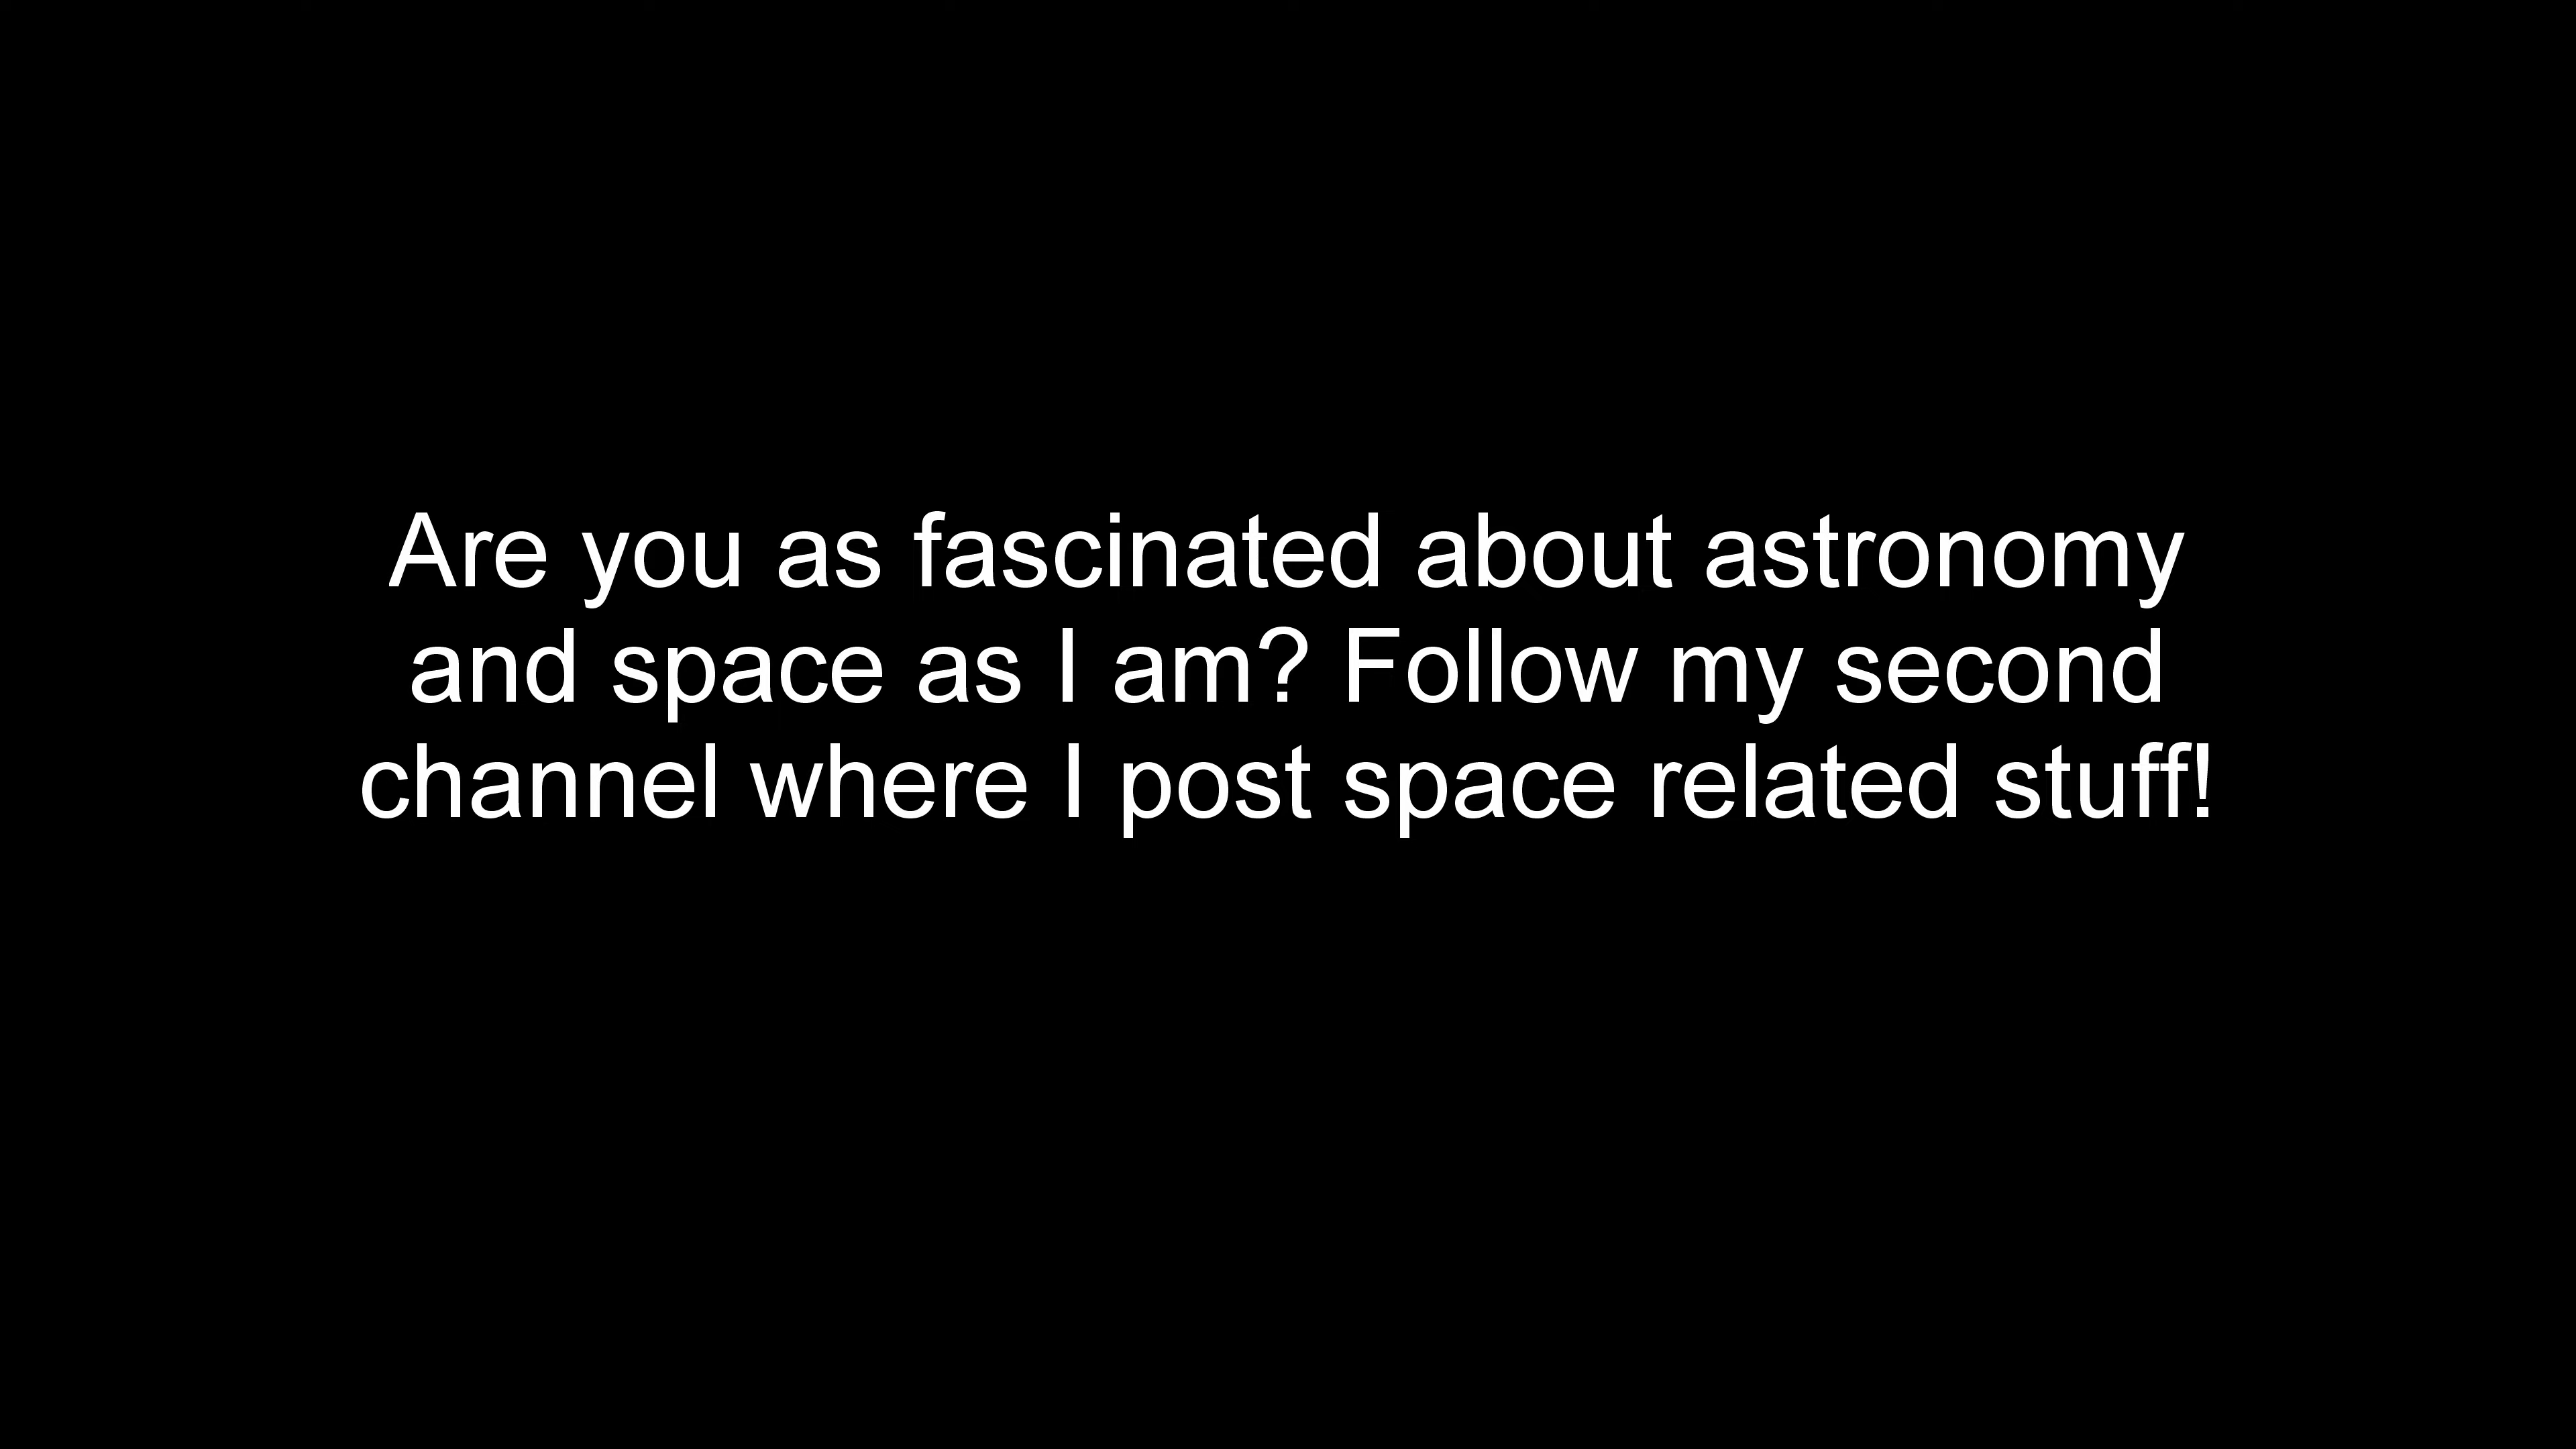 Are you as fascinated about astronomy
and space as I am? Follow my second
channel where I post space related stuff!